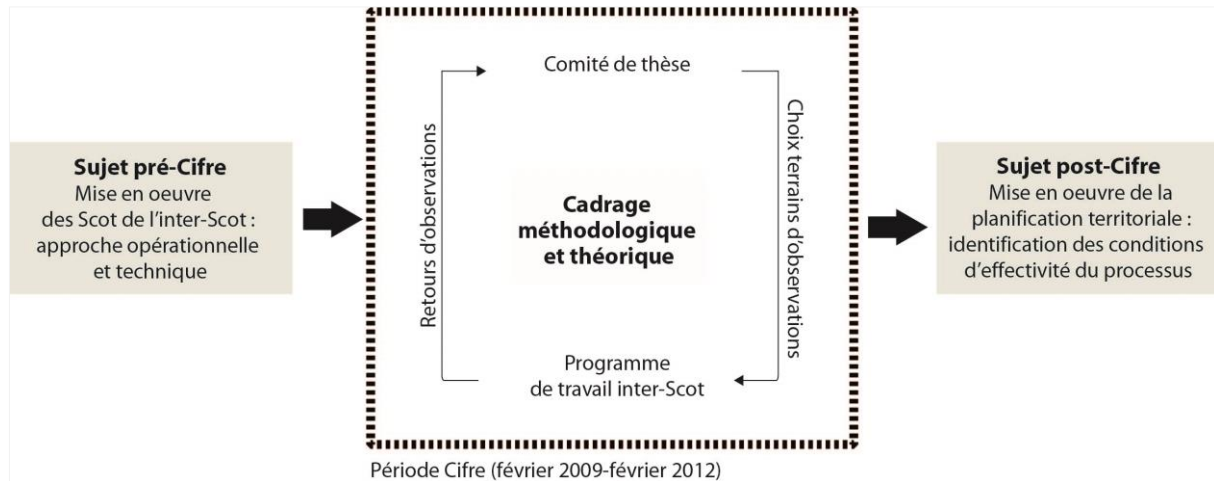 Sujet pré-Cifre
Mise en oeuvre
des Scot de l'inter-Scot :
approche opérationnelle
et technique
Comité de thèse
Retours d'observations
Choix terrains d'observations
Cadrage
méthodologique
et théorique
Programme
de travail inter-Scot
Sujet post-Cifre
Mise en oeuvre de la
planification territoriale :
identification des conditions
d'effectivité du processus
Période Cifre (février 2009-février 2012)